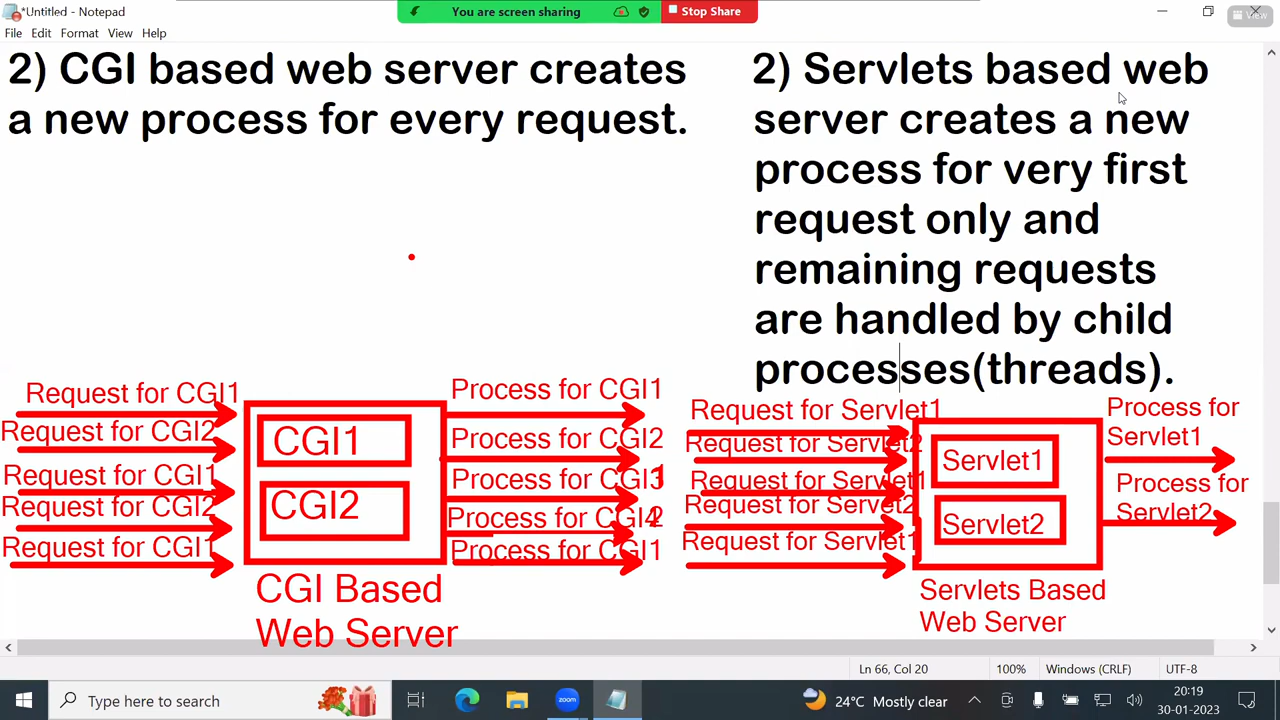 *Untitled - Notepad
You are screen sharing
Stop Share
View
File Edit Format View Help
2) CGI based web server creates
a new process for every request.
2) Servlets based web
server creates a new
process for very first
request only and
remaining requests
are handled by child
processes(threads).
Request for CGI1
Request for CGI2
Request for CGI1
Request for CGI2
Request for CGI1
CGI1
CGI2
CGI Based
Web Server
Process for CGI1
Process for CGI2
Process for CGI
Process for CGI
Process for CGI1
Request for Servlet1
Request for Servlet2
Request for Servlet1
Request for Servet2
Request for Servlet1
Servlet1
Servlet2
Servlets Based
Web Server
Process for
Servlet1
Process for
Servlet2
Ln 66, Col 20
100%
Windows (CRLF)
UTF-8
Type here to search
zoom
24°C Mostly clear
20:19
30-01-2023